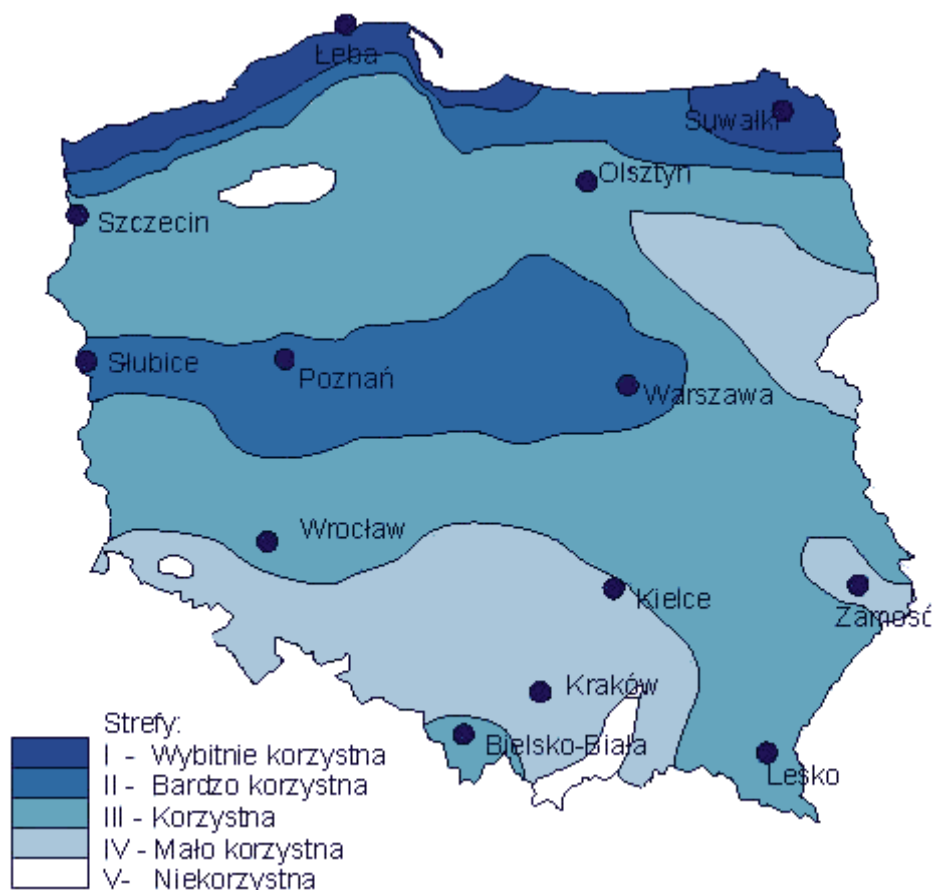 Łeba
Suwałki
Olsztyn
Szczecin
Słubice
Poznań
Warszawa
Wrocław
Kielce
Zamość
Kraków
Bielsko-Biała
Lesko
Strefy:
I - Wybitnie korzystna
II - Bardzo korzystna
III - Korzystna
IV - Mało korzystna
V- Niekorzystna